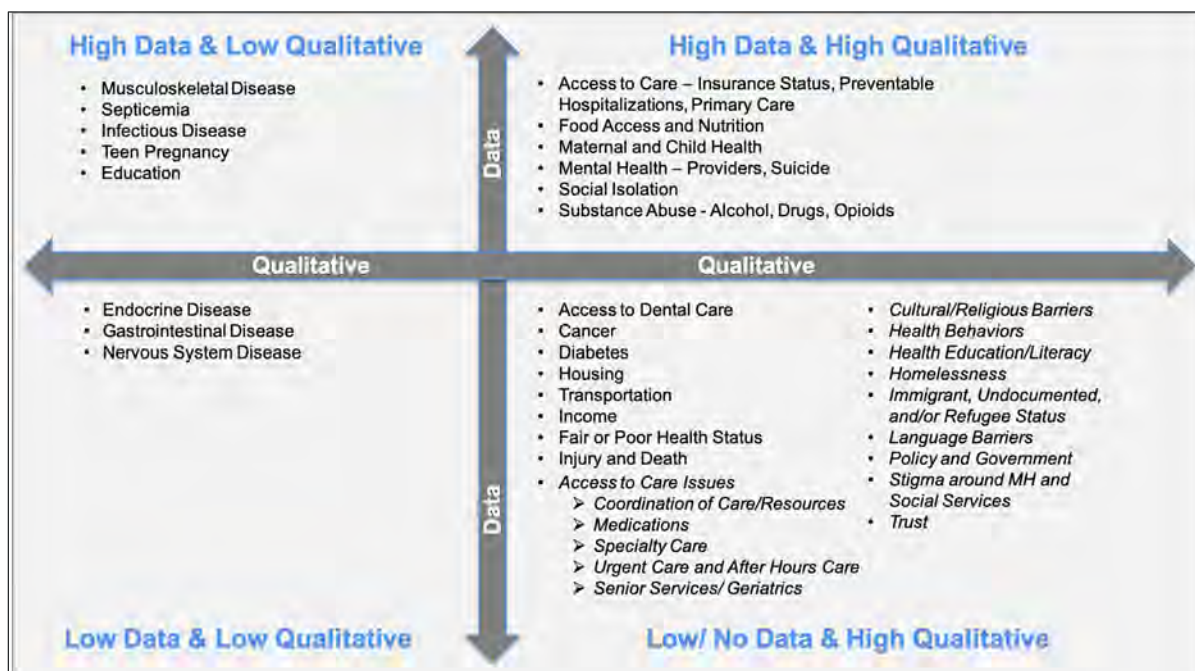 High Data & Low Qualitative
• Musculoskeletal Disease
• Septicemia
• Infectious Disease
• Teen Pregnancy
• Education
High Data & High Qualitative
• Access to Care – Insurance Status, Preventable
Hospitalizations, Primary Care
• Food Access and Nutrition
• Maternal and Child Health
• Mental Health – Providers, Suicide
• Social Isolation
• Substance Abuse - Alcohol, Drugs, Opioids
Data
Qualitative
Qualitative
• Endocrine Disease
• Gastrointestinal Disease
• Nervous System Disease
Data
• Access to Dental Care
• Cancer
• Diabetes
• Housing
• Transportation
• Income
• Fair or Poor Health Status
• Injury and Death
• Access to Care Issues
➢ Coordination of Care/Resources
➢ Medications
➢ Specialty Care
➢ Urgent Care and After Hours Care
➢ Senior Services/ Geriatrics
• Cultural/Religious Barriers
• Health Behaviors
• Health Education/Literacy
• Homelessness
• Immigrant, Undocumented,
and/or Refugee Status
• Language Barriers
• Policy and Government
• Stigma around MH and
Social Services
• Trust
Low Data & Low Qualitative
Low/ No Data & High Qualitative